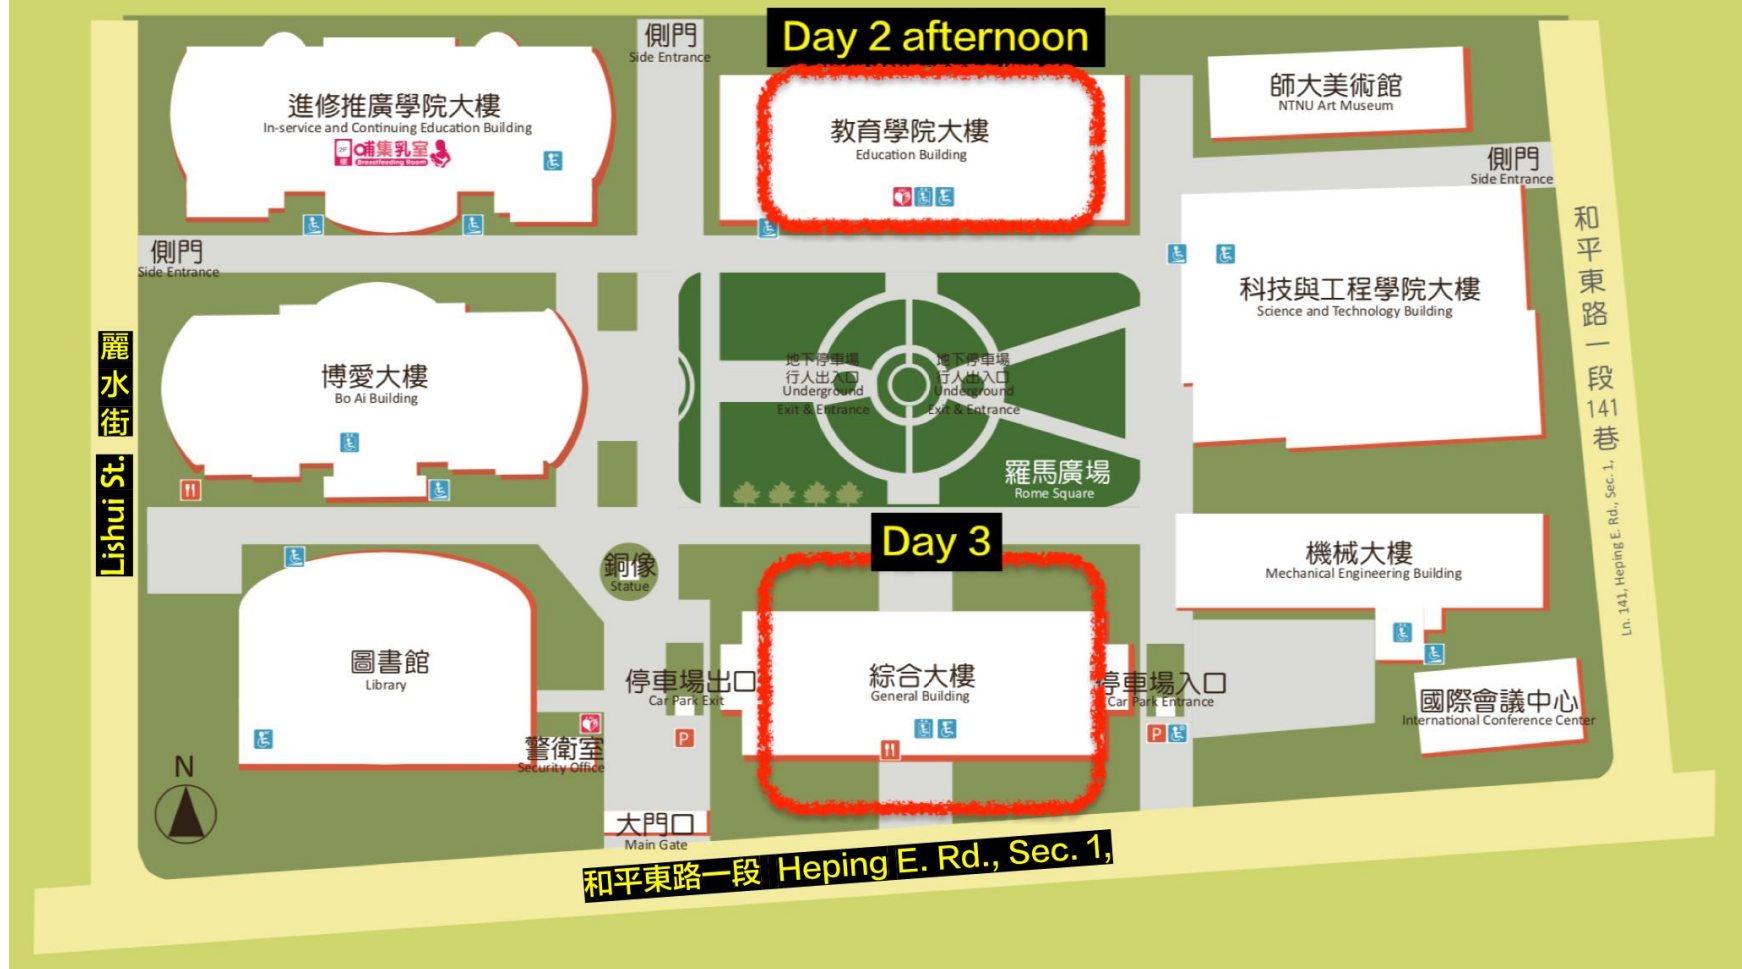 側門
Side Entrance
Day 2 afternoon
進修推廣學院大樓
In-service and Continuing Education Building
2F
哺集乳室
Breastfeeding Room
教育學院大樓
Education Building
師大美術館
NTNU Art Museum
側門
Side Entrance
側門
Side Entrance
科技與工程學院大樓
Science and Technology Building
和平東路一段141巷
Ln. 141, Heping E. Rd., Sec. 1,
麗水街 Lishui St.
博愛大樓
Bo Ai Building
地下停車場
行人出入口
Underground
Exit & Entrance
地下停車場
行人出入口
Underground
Exit & Entrance
羅馬廣場
Rome Square
Day 3
銅像
Statue
機械大樓
Mechanical Engineering Building
圖書館
Library
停車場出口
Car Park Exit
綜合大樓
General Building
停車場入口
Car Park Entrance
國際會議中心
International Conference Center
P
P
警衛室
Security Office
N
大門口
Main Gate
和平東路一段 Heping E. Rd., Sec. 1,